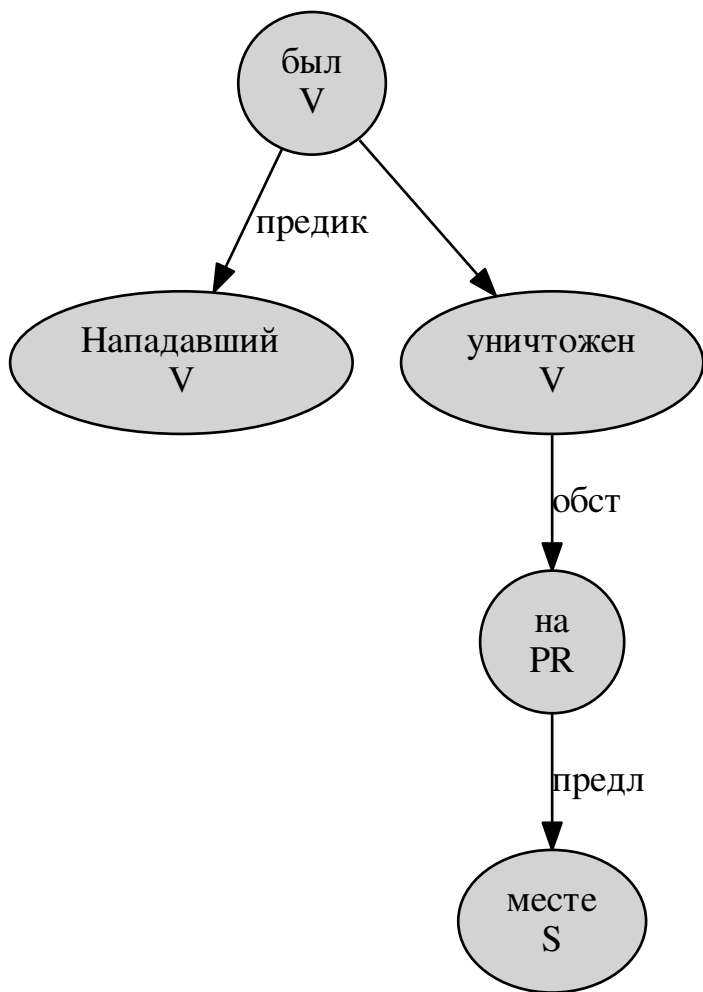 был
V
предик
Нападавший
V
уничтожен
V
обст
на
PR
предл
месте
S